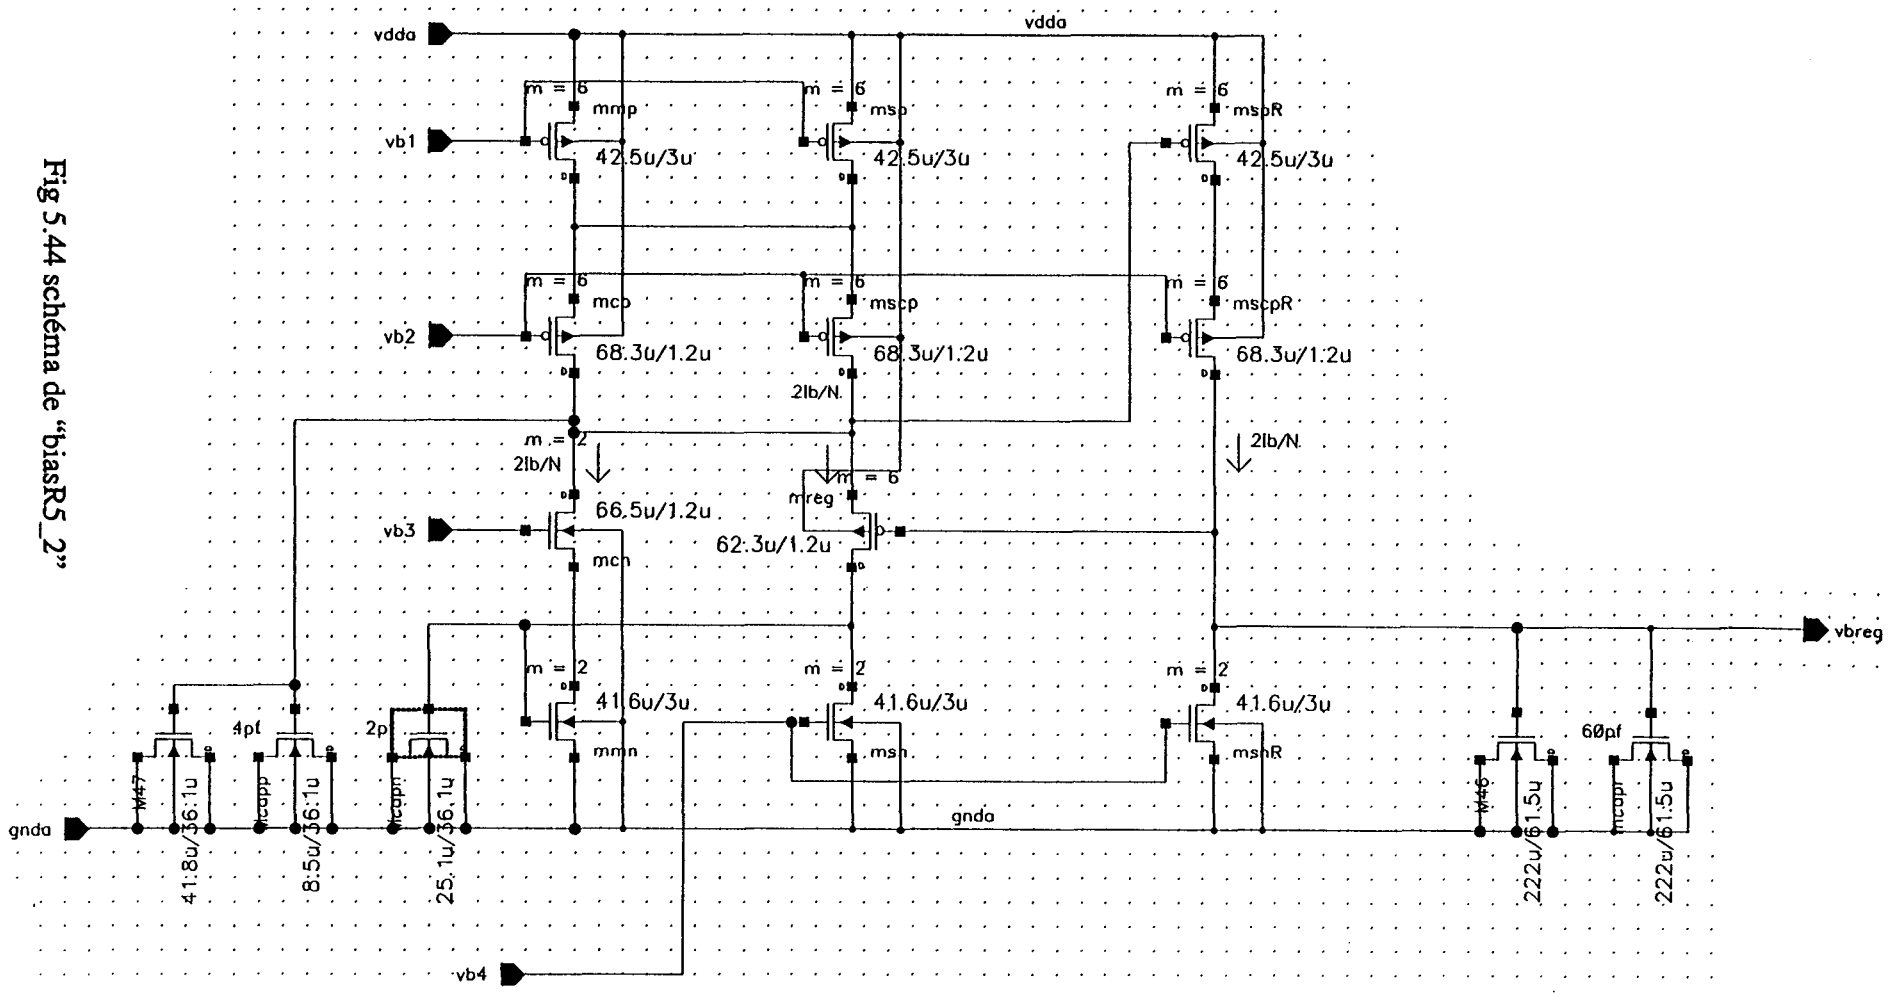 Fig 5.44 schéma de “biasR5_2”
vdda
vdda
m = 6
mmp
m = 6
msp
m = 6
mspR
vb1
42.5u/3u
42.5u/3u
42.5u/3u
m = 6
mcp
m = 6
mscp
m = 6
mscpR
vb2
68.3u/1.2u
68.3u/1.2u
68.3u/1.2u
2Ib/N
m = 2
2Ib/N
2Ib/N
m = 6
mreg
66.5u/1.2u
vb3
62.3u/1.2u
mcn
vbreg
m = 2
m = 2
m = 2
41.6u/3u
41.6u/3u
41.6u/3u
4pf
2p
60pf
mmn
msn
msnR
M47
mcapp
mcapn
M46
mcapr
gnda
gnda
41.8u/36.1u
8.5u/36.1u
25.1u/36.1u
222u/61.5u
222u/61.5u
vb4